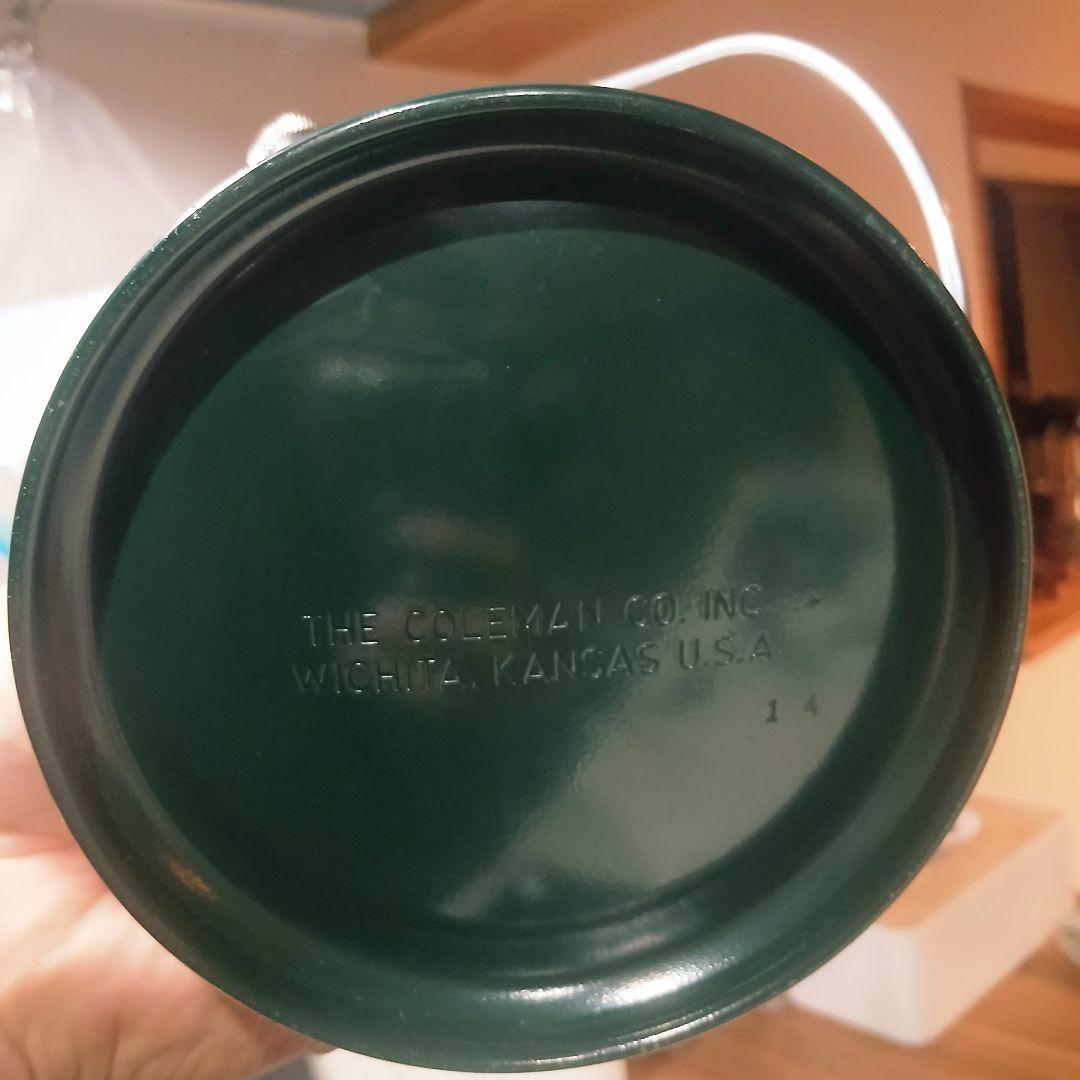 THE COLEMAN CO. INC.
WICHITA, KANSAS U.S.A.
1 4